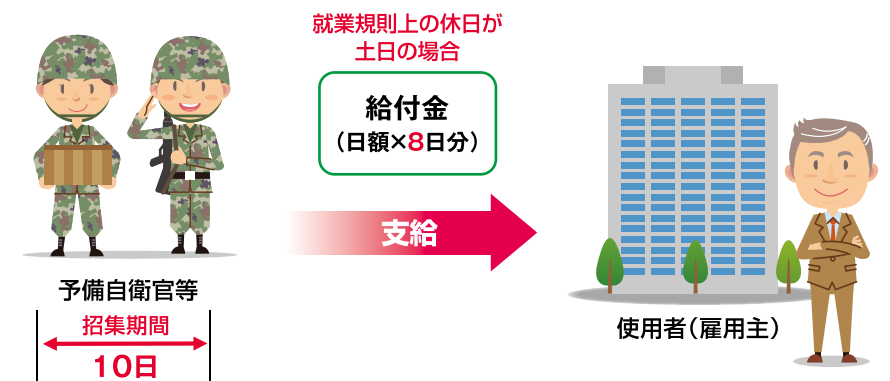 就業規則上の休日が
土日の場合
給付金
（日額×8日分）
支給
予備自衛官等
招集期間
10日
使用者（雇用主）